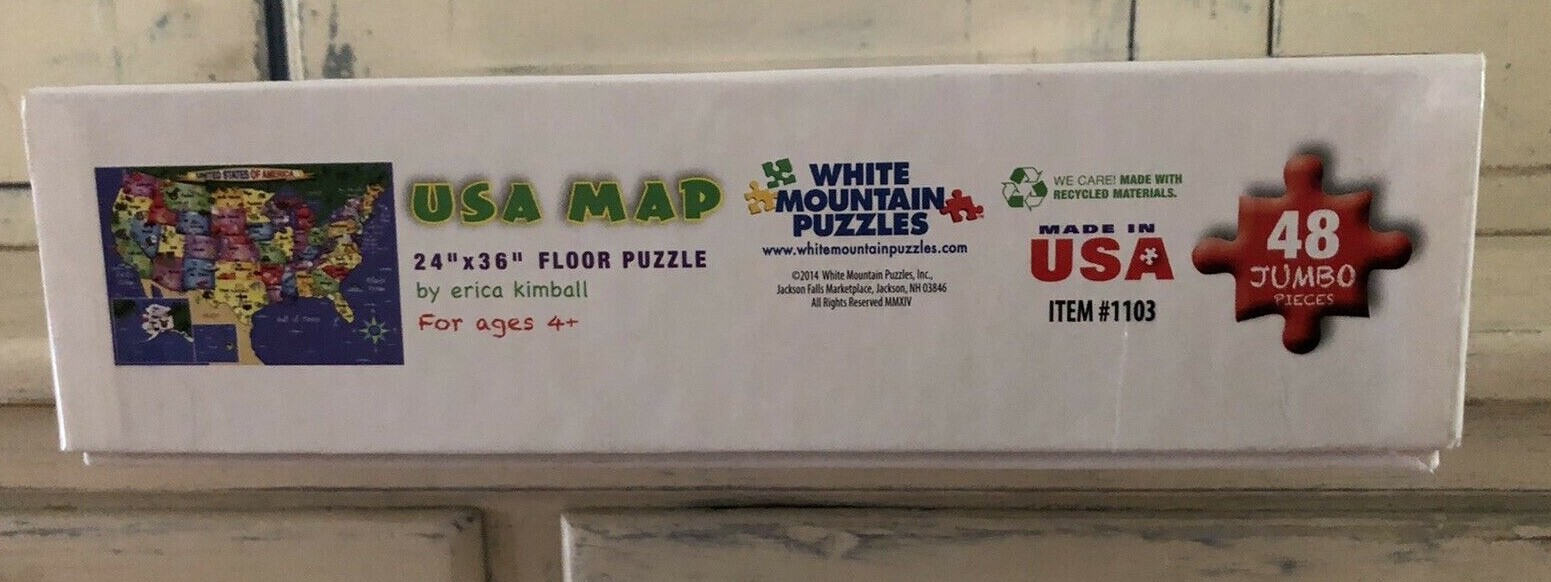 UNITED STATES OF AMERICA
USA MAP
24"x36" FLOOR PUZZLE
by erica kimball
For ages 4+
WHITE
MOUNTAIN
PUZZLES
www.whitemountainpuzzles.com
©2014 White Mountain Puzzles, Inc.,
Jackson Falls Marketplace, Jackson, NH 03846
All Rights Reserved MMXIV
WE CARE! MADE WITH
RECYCLED MATERIALS.
MADE IN
USA
ITEM #1103
48
JUMBO
PIECES